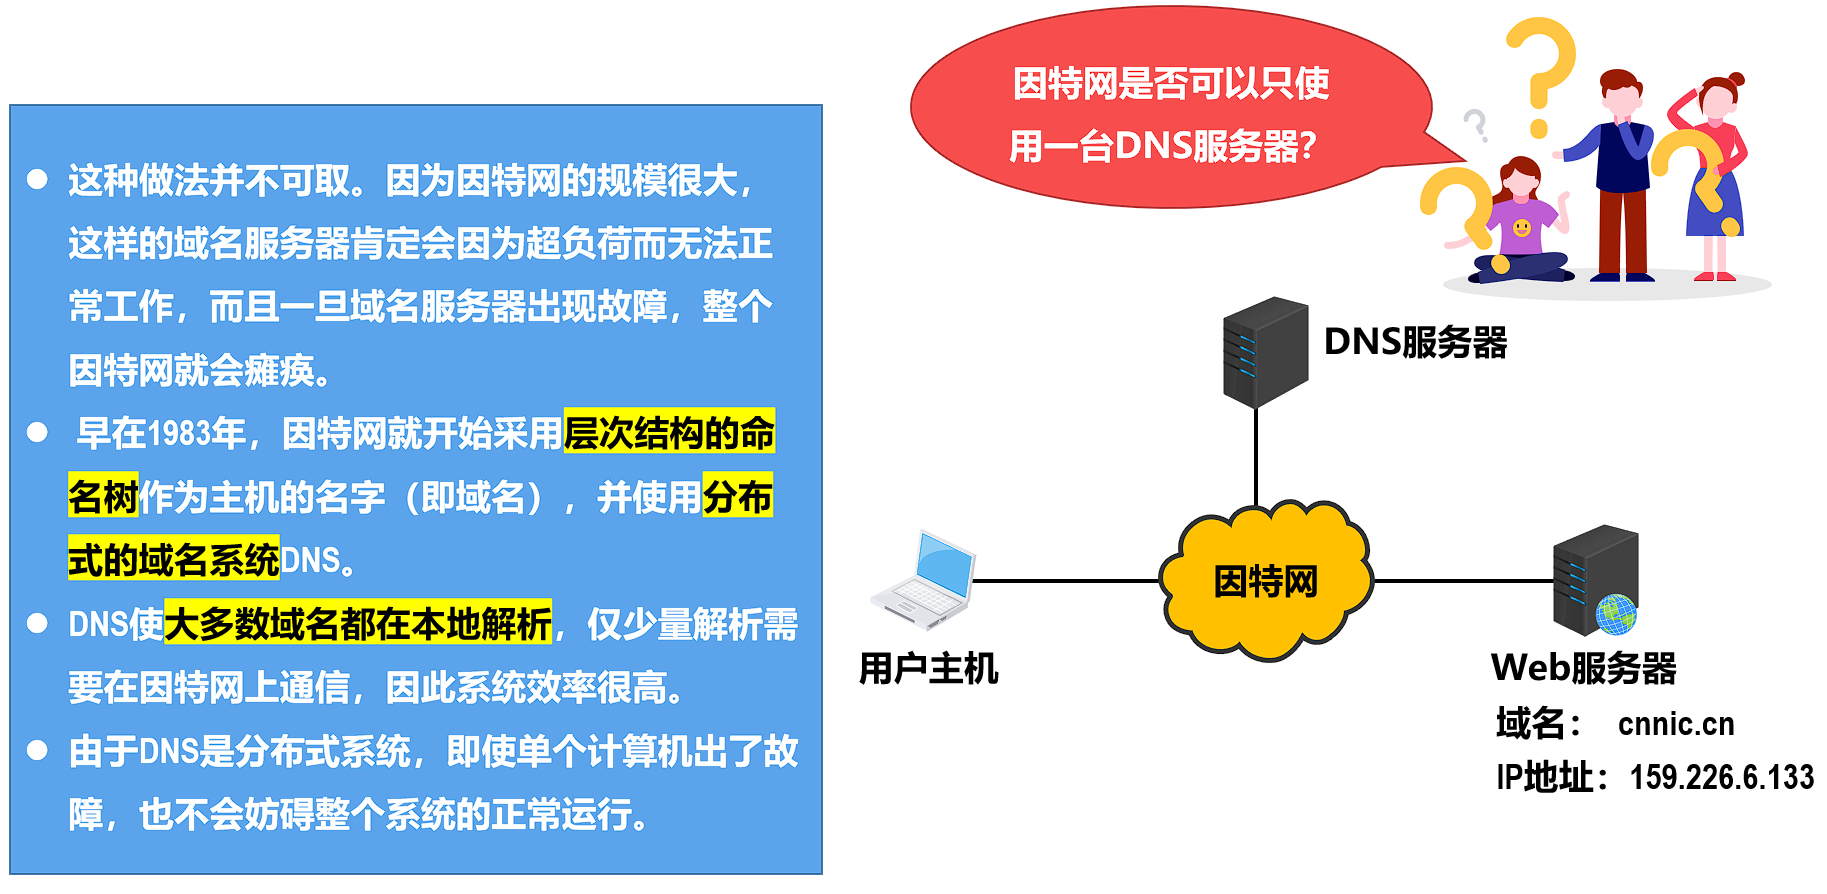 因特网是否可以只使
用一台DNS服务器？
这种做法并不可取。因为因特网的规模很大，
这样的域名服务器肯定会因为超负荷而无法正
常工作，而且一旦域名服务器出现故障，整个
因特网就会瘫痪。
早在1983年，因特网就开始采用层次结构的命
名树作为主机的名字（即域名），并使用分布
式的域名系统DNS。
DNS使大多数域名都在本地解析，仅少量解析需
要在因特网上通信，因此系统效率很高。
由于DNS是分布式系统，即使单个计算机出了故
障，也不会妨碍整个系统的正常运行。
DNS服务器
因特网
用户主机
Web服务器
域名： cnnic.cn
IP地址：159.226.6.133